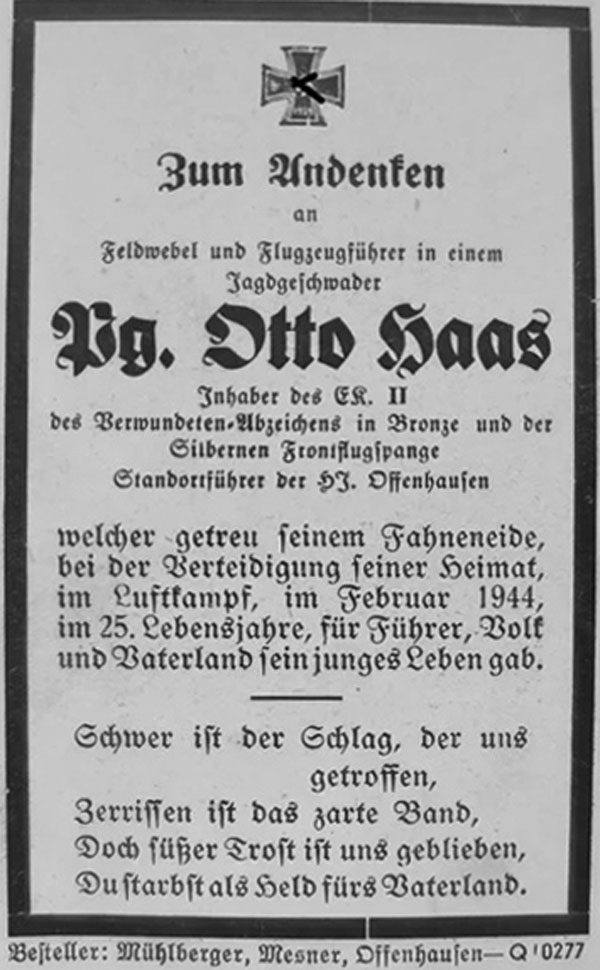 Zum Andenken
an
Feldwebel und Flugzeugführer in einem
Jagdgeschwader
Pg. Otto Haas
Inhaber des EK. II
des Verwundeten-Abzeichens in Bronze und der
Silbernen Frontflugspange
Standortführer der HJ. Offenhausen
welcher getreu seinem Fahneneide,
bei der Verteidigung seiner Heimat,
im Luftkampf, im Februar 1944,
im 25. Lebensjahre, für Führer, Volk
und Vaterland sein junges Leben gab.
Schwer ist der Schlag, der uns
getroffen,
Zerrissen ist das zarte Band,
Doch süßer Trost ist uns geblieben,
Du starbst als Held fürs Vaterland.
Besteller: Mühlberger, Mesner, Offenhausen— Q'0277